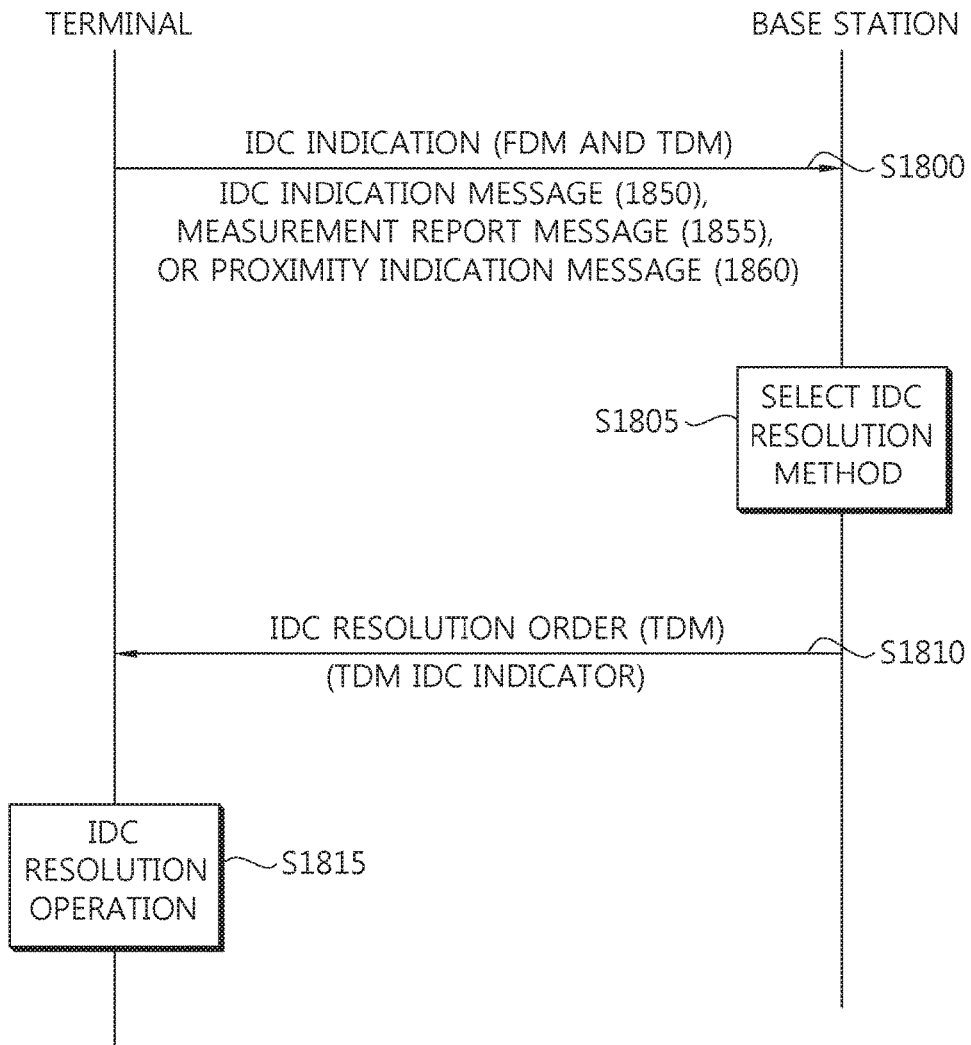 TERMINAL
BASE STATION
IDC INDICATION (FDM AND TDM)
S1800
IDC INDICATION MESSAGE (1850),
MEASUREMENT REPORT MESSAGE (1855),
OR PROXIMITY INDICATION MESSAGE (1860)
S1805
SELECT IDC
RESOLUTION
METHOD
IDC RESOLUTION ORDER (TDM)
S1810
(TDM IDC INDICATOR)
IDC
RESOLUTION
OPERATION
S1815